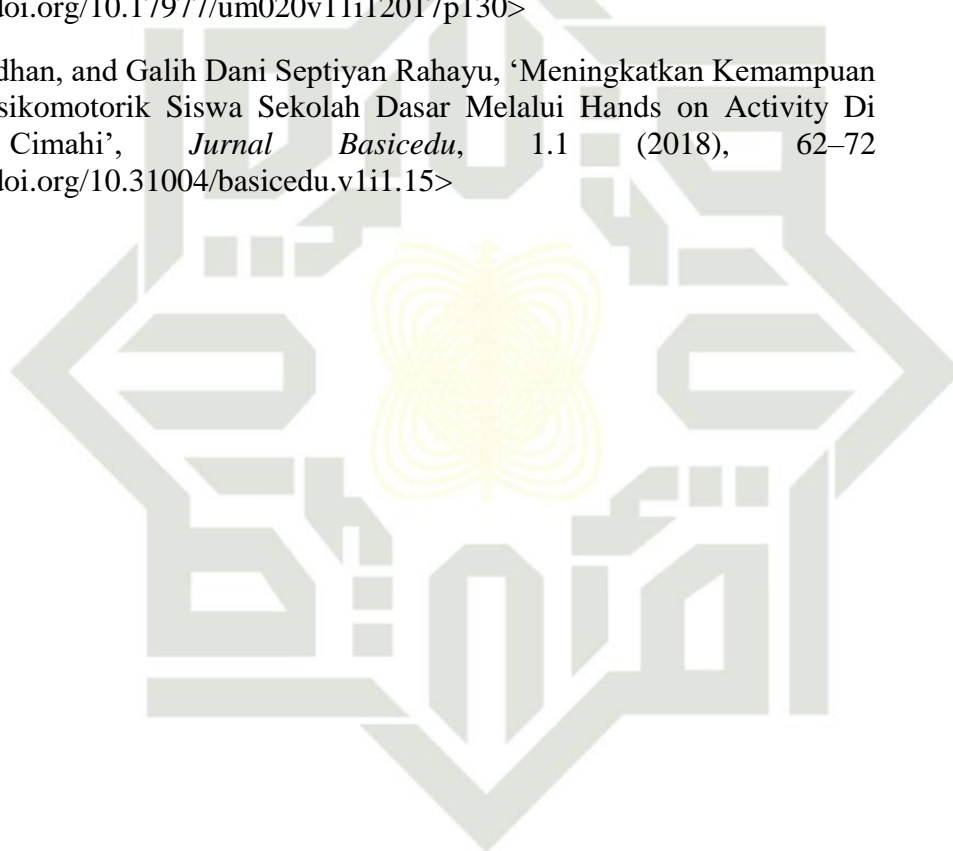 doi.org/10.17977/um020v11i12017p130>
dhan, and Galih Dani Septiyan Rahayu, ‘Meningkatkan Kemampuan
sikomotorik Siswa Sekolah Dasar Melalui Hands on Activity Di
Cimahi’, Jurnal Basicedu, 1.1 (2018), 62–72
doi.org/10.31004/basicedu.v1i1.15>